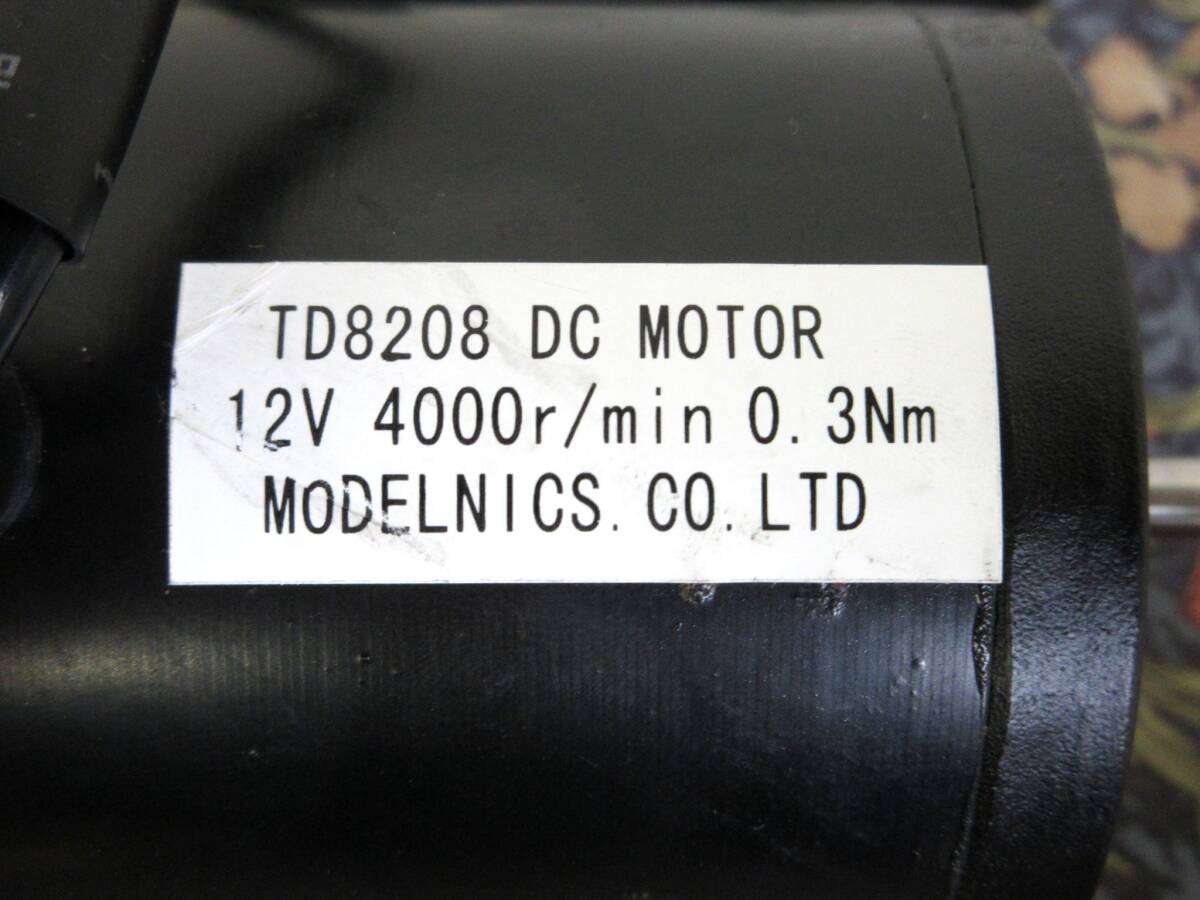 TD8208 DC MOTOR
12V 4000r/min 0.3Nm
MODELNICS.CO.LTD